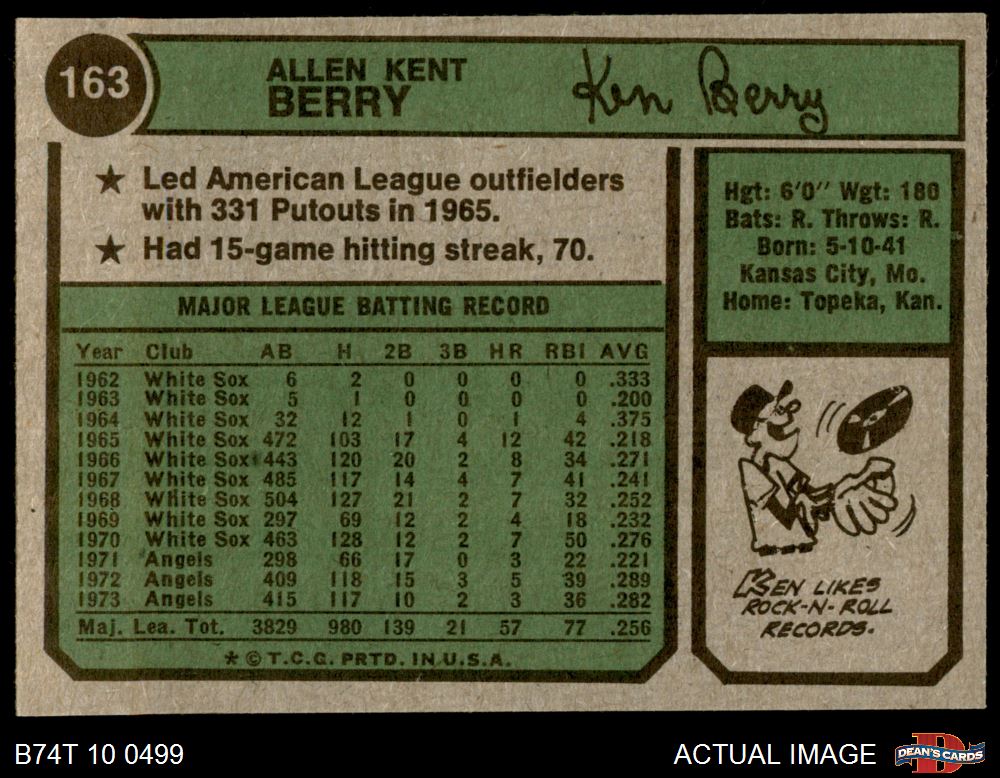 163
ALLEN KENT
BERRY
Ken Berry
★ Led American League outfielders
with 331 Putouts in 1965.
★ Had 15-game hitting streak, 70.
MAJOR LEAGUE BATTING RECORD
Year Club AB H 2B 3B HR RBI AVG
1962 White Sox 6 2 0 0 0 0 .333
1963 White Sox 5 1 0 0 0 0 .200
1964 White Sox 32 12 1 0 1 4 .375
1965 White Sox 472 103 17 4 12 42 .218
1966 White Sox 443 120 20 2 8 34 .271
1967 White Sox 485 117 14 4 7 41 .241
1968 White Sox 504 127 21 2 7 32 .252
1969 White Sox 297 69 12 2 4 18 .232
1970 White Sox 463 128 12 2 7 50 .276
1971 Angels 298 66 17 0 3 22 .221
1972 Angels 409 118 15 3 5 39 .289
1973 Angels 415 117 10 2 3 36 .282
Maj. Lea. Tot. 3829 980 139 21 57 77 .256
* © T.C.G. PRTD. IN U.S.A.
Hgt: 6'0" Wgt: 180
Bats: R. Throws: R.
Born: 5-10-41
Kansas City, Mo.
Home: Topeka, Kan.
KEN LIKES
ROCK-N-ROLL
RECORDS.
B74T 10 0499
ACTUAL IMAGE
D
DEAN'S CARDS